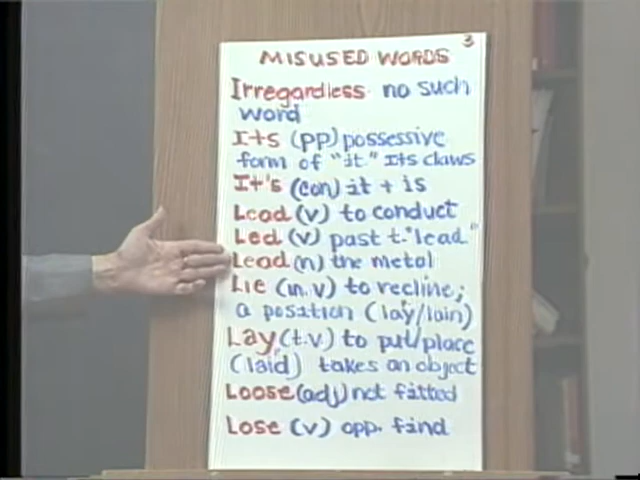 3
MISUSED WORDS
Irregardless no such
word
Its (pp) possessive
form of "it." Its claws
It's (con) it + is
Lead (v) to conduct
Led (v) past t. "lead"
Lead (n) the metal
Lie (in. v) to recline;
a position (lay/lain)
Lay (t.v.) to put/place
(laid) takes an object
Loose (adj) not fitted
Lose (v) opp. find